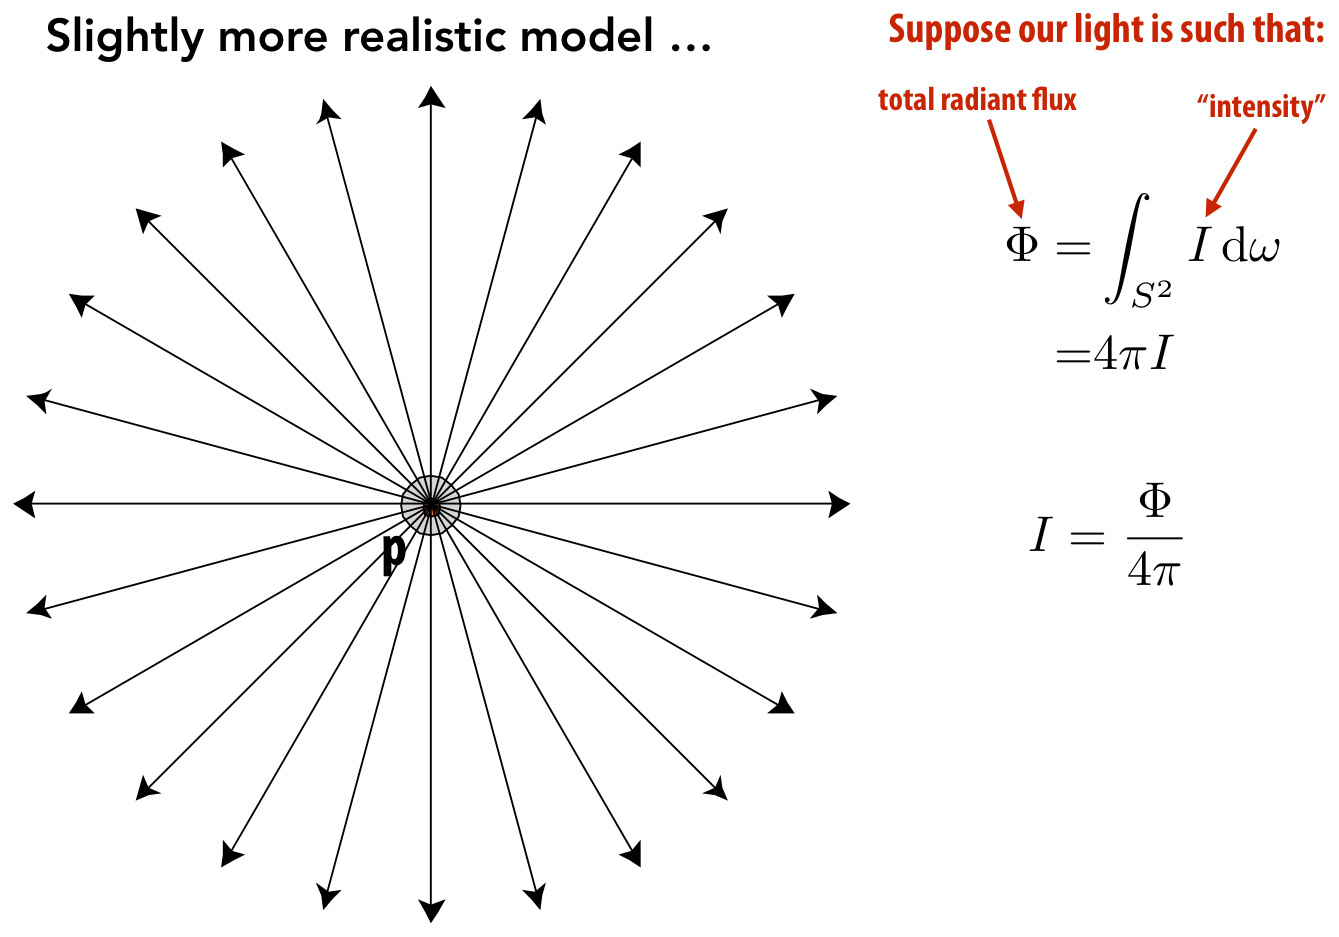 Slightly more realistic model ...
Suppose our light is such that:
total radiant flux
“intensity”
Φ = ∫_{S²} I dω
=4πI
I = Φ/4π
p